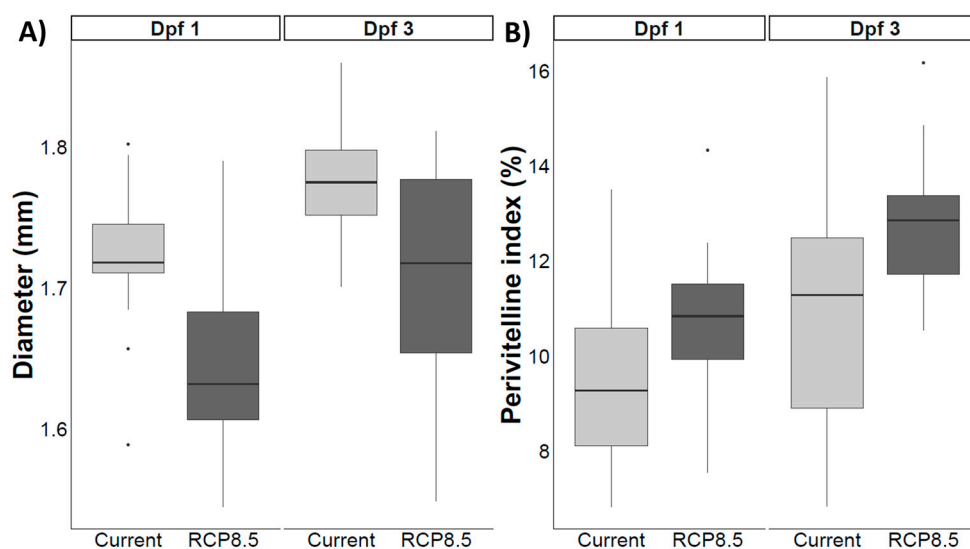 A)
Dpf 1
Dpf 3
Diameter (mm)
1.8
1.7
1.6
Current
RCP8.5
Current
RCP8.5
B)
Dpf 1
Dpf 3
Perivitelline index (%)
16
14
12
10
8
Current
RCP8.5
Current
RCP8.5